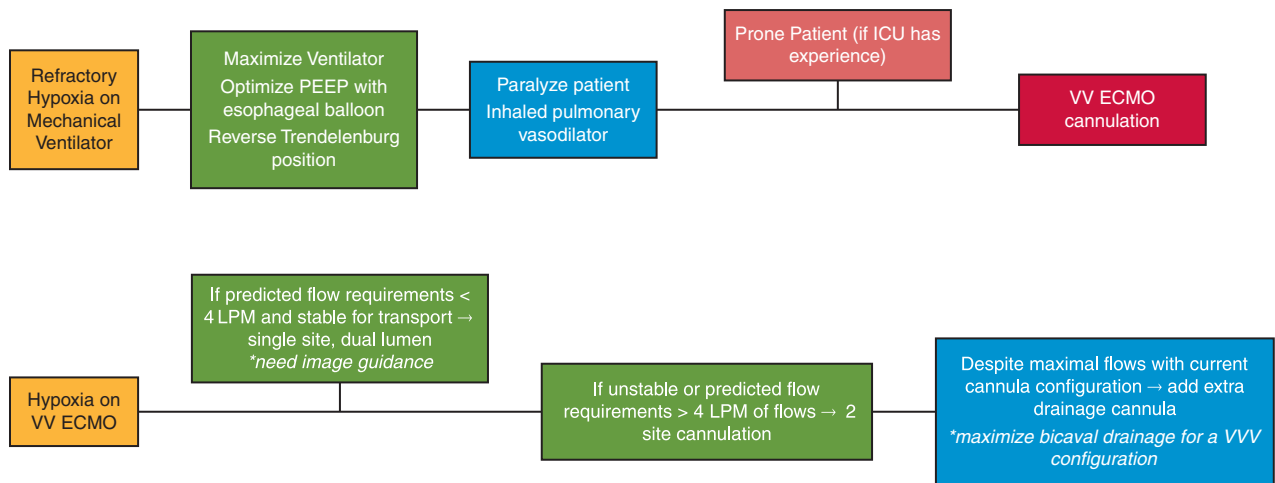 Refractory
Hypoxia on
Mechanical
Ventilator
Maximize Ventilator
Optimize PEEP with
esophageal balloon
Reverse Trendelenburg
position
Paralyze patient
Inhaled pulmonary
vasodilator
Prone Patient (if ICU has
experience)
VV ECMO
cannulation
Hypoxia on
VV ECMO
If predicted flow requirements <
4 LPM and stable for transport →
single site, dual lumen
*need image guidance
If unstable or predicted flow
requirements > 4 LPM of flows → 2
site cannulation
Despite maximal flows with current
cannula configuration → add extra
drainage cannula
*maximize bicaval drainage for a VVV
configuration